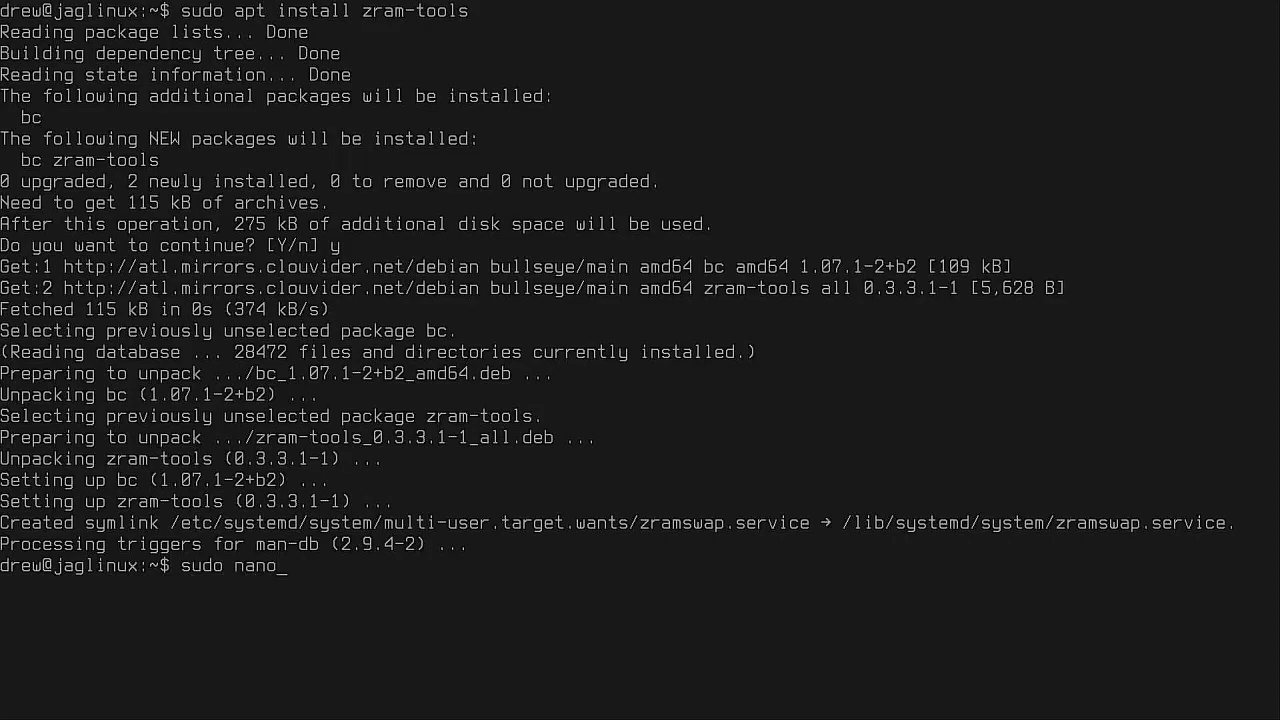 drew@jaglinux:~$ sudo apt install zram-tools
Reading package lists... Done
Building dependency tree... Done
Reading state information... Done
The following additional packages will be installed:
  bc
The following NEW packages will be installed:
  bc zram-tools
0 upgraded, 2 newly installed, 0 to remove and 0 not upgraded.
Need to get 115 kB of archives.
After this operation, 275 kB of additional disk space will be used.
Do you want to continue? [Y/n] y
Get:1 http://atl.mirrors.clouvider.net/debian bullseye/main amd64 bc amd64 1.07.1-2+b2 [109 kB]
Get:2 http://atl.mirrors.clouvider.net/debian bullseye/main amd64 zram-tools all 0.3.3.1-1 [5,628 B]
Fetched 115 kB in 0s (374 kB/s)
Selecting previously unselected package bc.
(Reading database ... 28472 files and directories currently installed.)
Preparing to unpack .../bc_1.07.1-2+b2_amd64.deb ...
Unpacking bc (1.07.1-2+b2) ...
Selecting previously unselected package zram-tools.
Preparing to unpack .../zram-tools_0.3.3.1-1_all.deb ...
Unpacking zram-tools (0.3.3.1-1) ...
Setting up bc (1.07.1-2+b2) ...
Setting up zram-tools (0.3.3.1-1) ...
Created symlink /etc/systemd/system/multi-user.target.wants/zramswap.service → /lib/systemd/system/zramswap.service.
Processing triggers for man-db (2.9.4-2) ...
drew@jaglinux:~$ sudo nano_